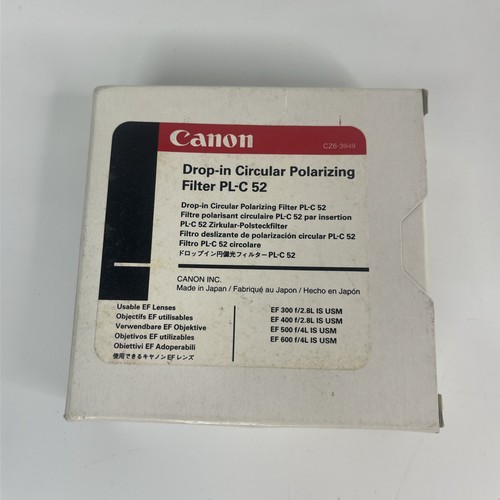 Canon
CZ6-3949
Drop-in Circular Polarizing
Filter PL-C 52
Drop-in Circular Polarizing Filter PL-C 52
Filtre polarisant circulaire PL-C 52 par insertion
PL-C 52 Zirkular-Polsteckfilter
Filtro deslizante de polarización circular PL-C 52
Filtro PL-C 52 circolare
ドロップイン円偏光フィルター PL-C 52
CANON INC.
Made in Japan / Fabriqué au Japon / Hecho en Japón
Usable EF Lenses
Objectifs EF utilisables
Verwendbare EF Objektive
Objetivos EF utilizables
Obiettivi EF Adoperabili
使用できるキヤノン EF レンズ
EF 300 f/2.8L IS USM
EF 400 f/2.8L IS USM
EF 500 f/4L IS USM
EF 600 f/4L IS USM